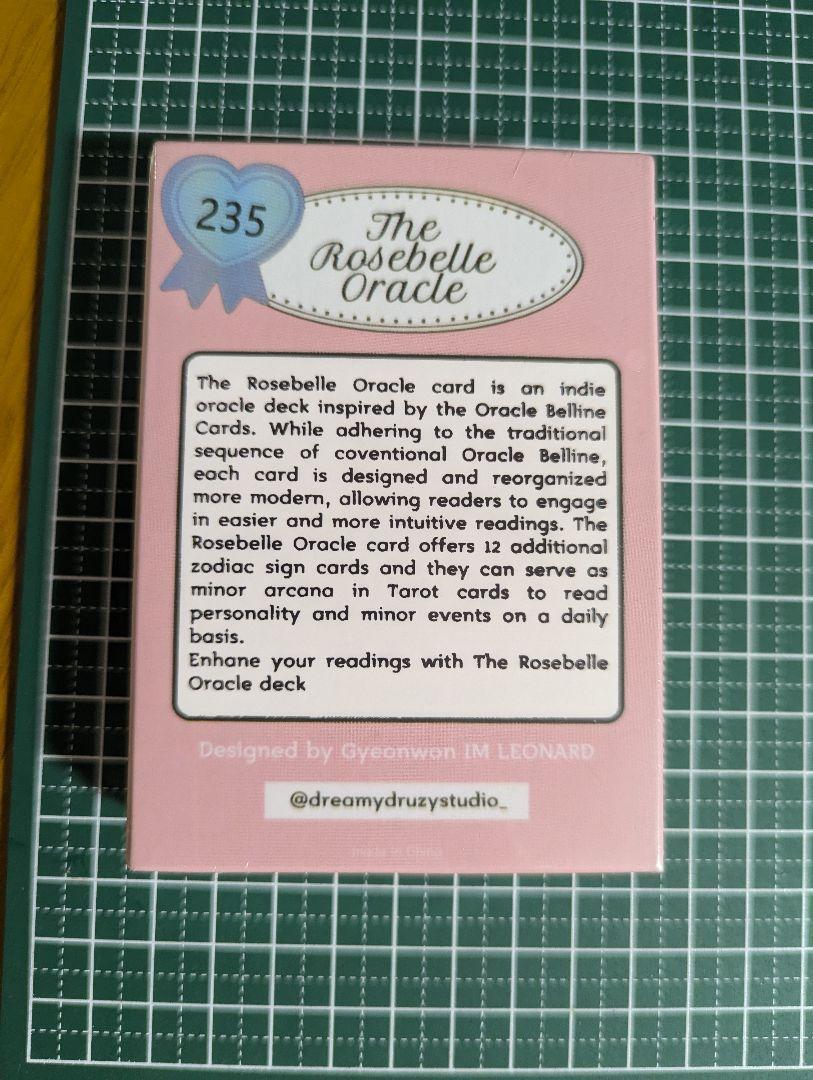 235
The
Rosebelle
Oracle
The Rosebelle Oracle card is an indie
oracle deck inspired by the Oracle Belline
Cards. While adhering to the traditional
sequence of coventional Oracle Belline,
each card is designed and reorganized
more modern, allowing readers to engage
in easier and more intuitive readings. The
Rosebelle Oracle card offers 12 additional
zodiac sign cards and they can serve as
minor arcana in Tarot cards to read
personality and minor events on a daily
basis.
Enhane your readings with The Rosebelle
Oracle deck
Designed by Gyeonwon IM LEONARD
@dreamydruzystudio_
made in China